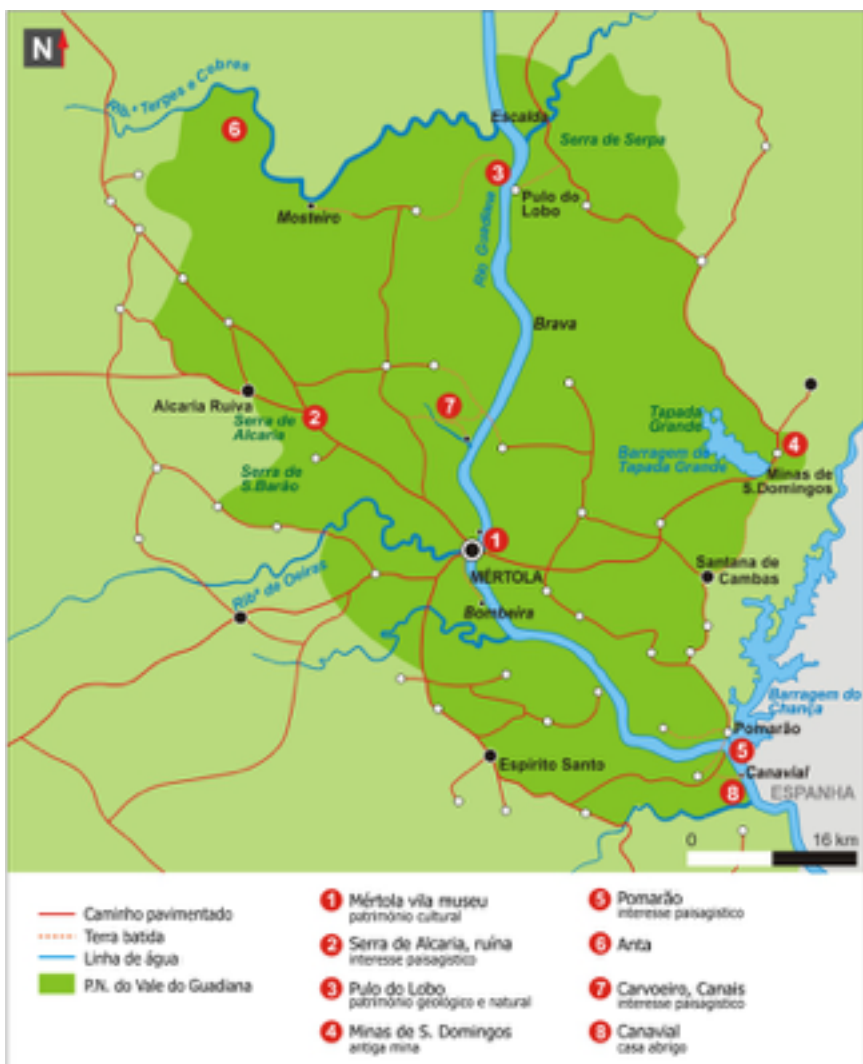 N
Rib.ª Terges e Cobres
6
Escalda
Serra de Serpa
3
Pulo do
Lobo
Mosteiro
Rio Guadiana
Brava
Alcaria Ruiva
2
7
Serra de
Alcaria
Tapada
Grande
4
Barragem da
Tapada Grande
Minas de
S.Domingos
Serra de
S.Barão
1
MÉRTOLA
Santana de
Cambas
Ribª de Oeiras
Bombeira
Barragem do
Chança
Pomarão
5
Espírito Santo
Canavial
8
ESPANHA
0 16 km
Caminho pavimentado
Terra batida
Linha de água
P.N. do Vale do Guadiana
1 Mértola vila museu
património cultural
2 Serra de Alcaria, ruína
interesse paisagístico
3 Pulo do Lobo
património geológico e natural
4 Minas de S. Domingos
antiga mina
5 Pomarão
interesse paisagístico
6 Anta
7 Carvoeiro, Canais
interesse paisagístico
8 Canavial
casa abrigo